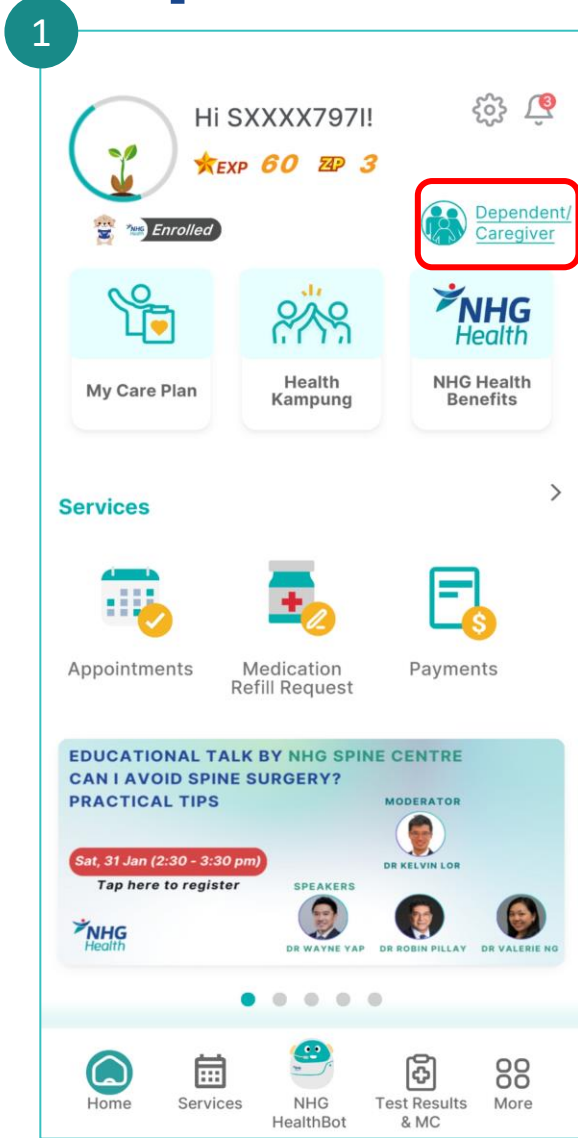 1
Hi SXXXX797I!
3
EXP 60 ZP 3
Enrolled
Dependent/
Caregiver
NHG
Health
My Care Plan
Health
Kampung
NHG Health
Benefits
Services
Appointments
Medication
Refill Request
Payments
EDUCATIONAL TALK BY NHG SPINE CENTRE
CAN I AVOID SPINE SURGERY?
PRACTICAL TIPS
MODERATOR
DR KELVIN LOR
Sat, 31 Jan (2:30 - 3:30 pm)
Tap here to register
SPEAKERS
NHG
Health
DR WAYNE YAP
DR ROBIN PILLAY
DR VALERIE NG
Home
Services
NHG
HealthBot
Test Results
& MC
More